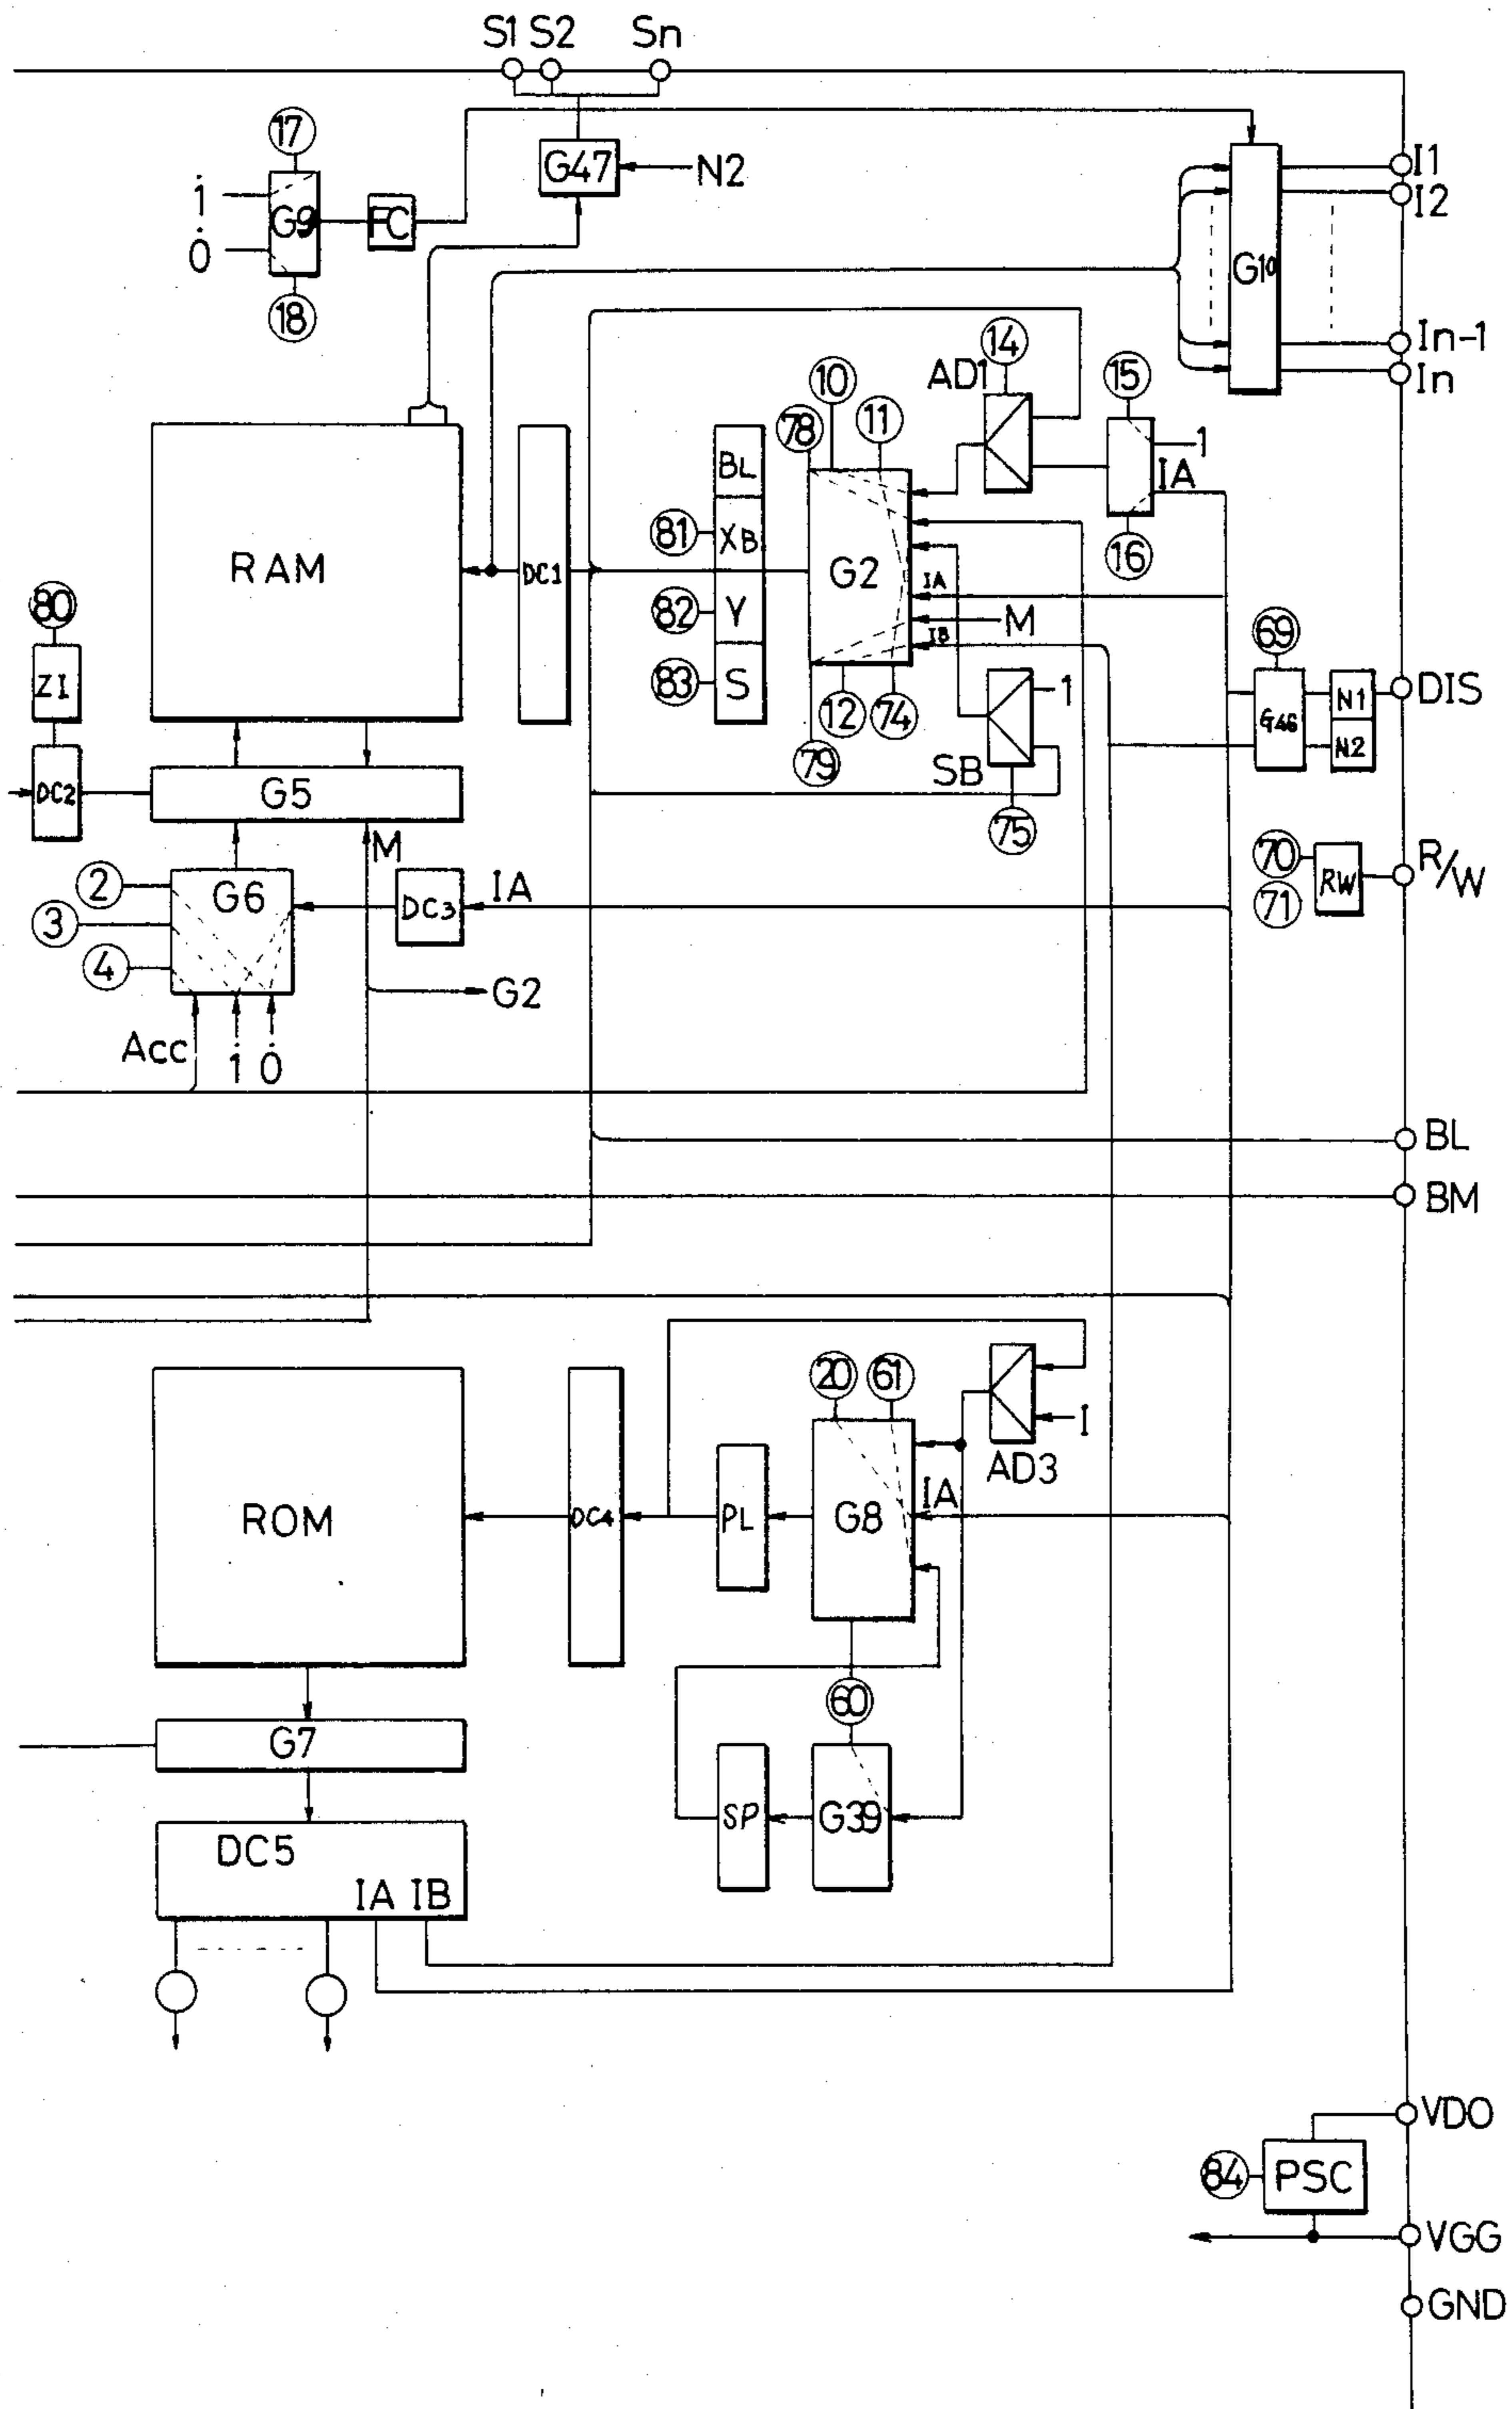 S1 S2 Sn
17
1
G9
FC
0
18
G47
N2
G10
I1
I2
In-1
In
14
AD1
15
1
IA
16
10
11
78
RAM
DC1
BL
XB
Y
S
81
82
83
G2
IA
M
IB
12
74
79
1
SB
75
80
ZI
DC2
G5
69
G46
N1
N2
DIS
70
71
RW
R/W
M
2
3
4
G6
DC3
IA
G2
Acc
1 0
BL
BM
ROM
DC4
PL
20
61
G8
IA
I
AD3
60
G7
SP
G39
DC5
IA IB
VDO
84
PSC
VGG
GND